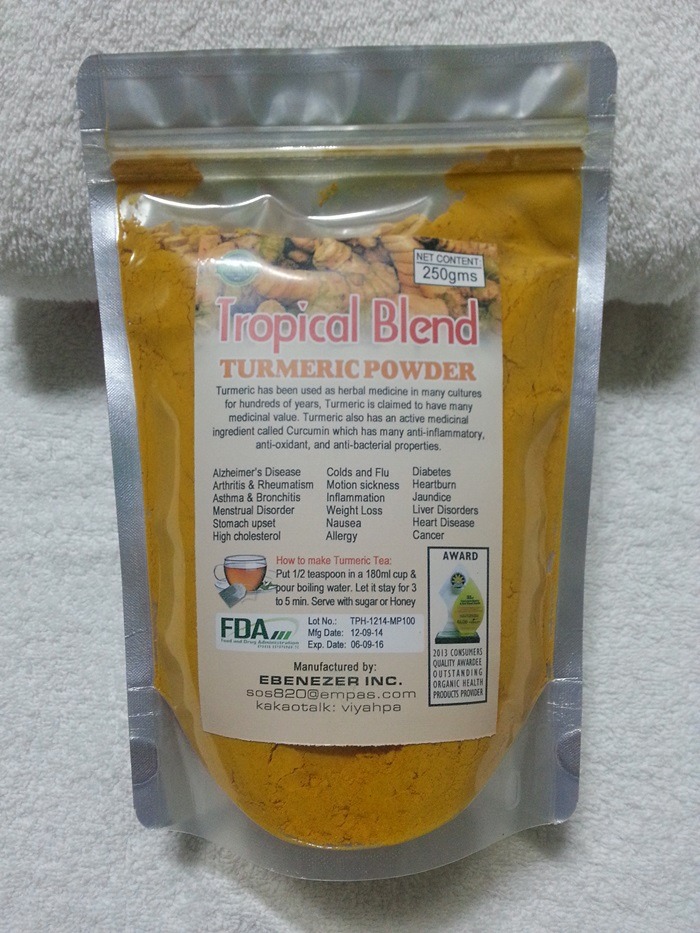 NET CONTENT:
250gms
Tropical Blend
TURMERIC POWDER
Turmeric has been used as herbal medicine in many cultures
for hundreds of years, Turmeric is claimed to have many
medicinal value. Turmeric also has an active medicinal
ingredient called Curcumin which has many anti-inflammatory,
anti-oxidant, and anti-bacterial properties.
Alzheimer's Disease
Arthritis & Rheumatism
Asthma & Bronchitis
Menstrual Disorder
Stomach upset
High cholesterol
Colds and Flu
Motion sickness
Inflammation
Weight Loss
Nausea
Allergy
Diabetes
Heartburn
Jaundice
Liver Disorders
Heart Disease
Cancer
How to make Turmeric Tea:
Put 1/2 teaspoon in a 180ml cup &
pour boiling water. Let it stay for 3
to 5 min. Serve with sugar or Honey
FDA
Food and Drug Administration
Lot No.: TPH-1214-MP100
Mfg Date: 12-09-14
Exp. Date: 06-09-16
AWARD
2013 CONSUMERS
QUALITY AWARDEE
OUTSTANDING
ORGANIC HEALTH
PRODUCTS PROVIDER
Manufactured by:
EBENEZER INC.
sos820@empas.com
kakaotalk: viyahpa